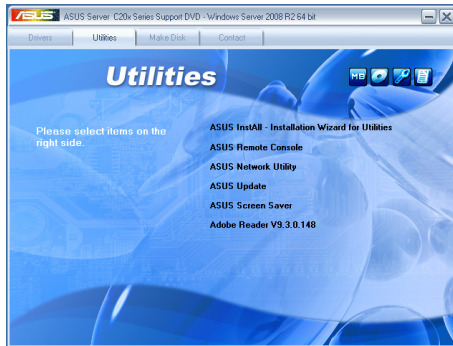 ASUS ASUS Server C20x Series Support DVD - Windows Server 2008 R2 64 bit
Drivers Utilities Make Disk Contact
Utilities
MB
Please select items on the
right side.
ASUS InstAll - Installation Wizard for Utilities
ASUS Remote Console
ASUS Network Utility
ASUS Update
ASUS Screen Saver
Adobe Reader V9.3.0.148